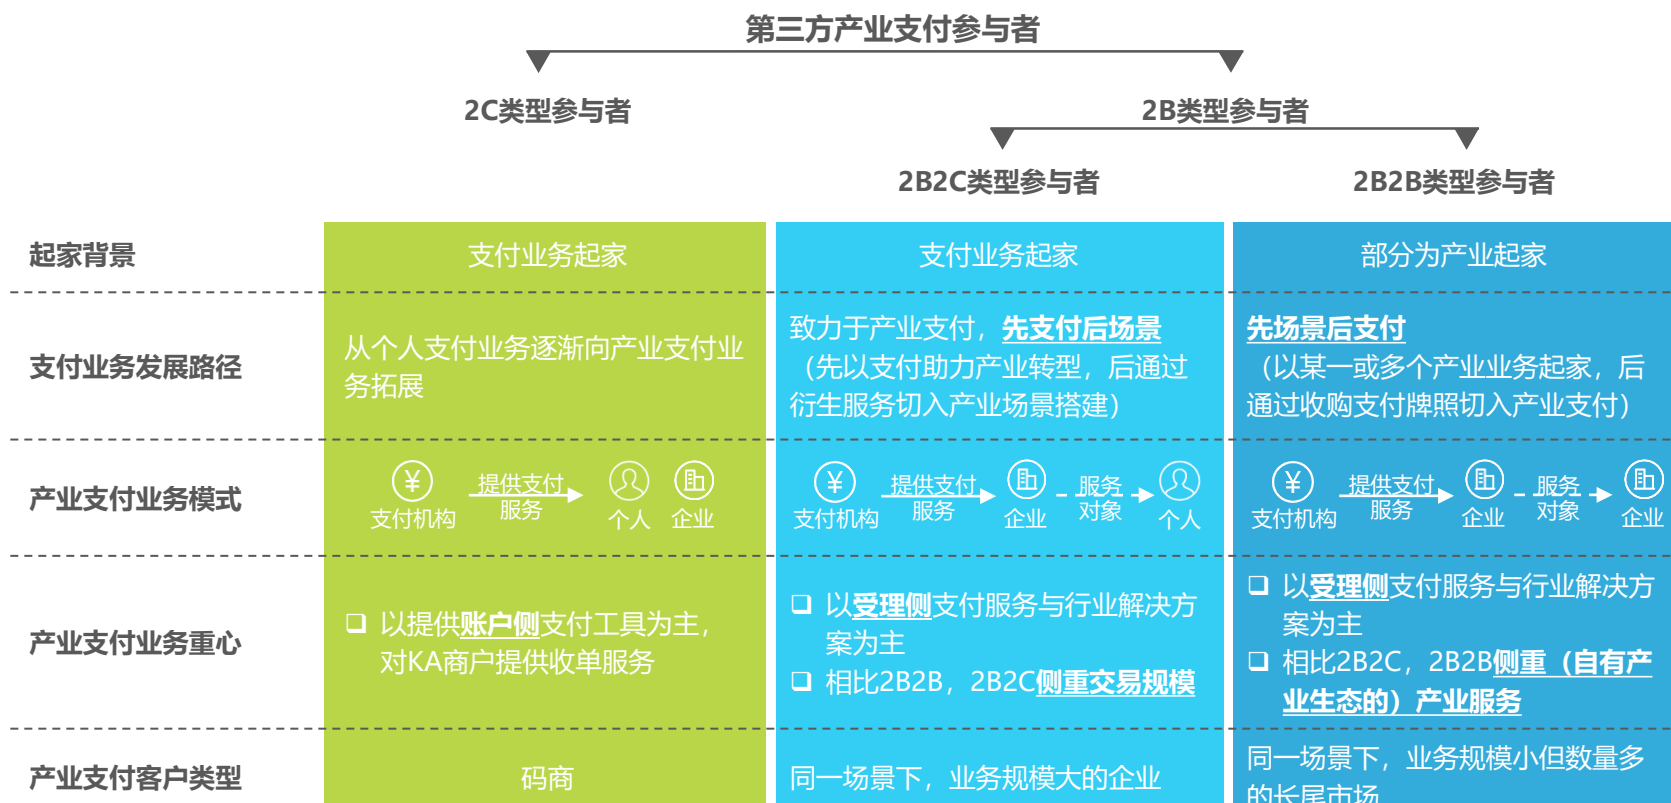 第三方产业支付参与者
2C类型参与者
2B类型参与者
2B2C类型参与者
2B2B类型参与者
起家背景
支付业务起家
支付业务起家
部分为产业起家
支付业务发展路径
从个人支付业务逐渐向产业支付业
务拓展
致力于产业支付，先支付后场景
（先以支付助力产业转型，后通过
衍生服务切入产业场景搭建）
先场景后支付
（以某一或多个产业业务起家，后
通过收购支付牌照切入产业支付）
产业支付业务模式
¥
支付机构
提供支付
服务
个人
企业
¥
支付机构
提供支付
服务
企业
服务
对象
个人
¥
支付机构
提供支付
服务
企业
服务
对象
企业
产业支付业务重心
以提供账户侧支付工具为主，
对KA商户提供收单服务
以受理侧支付服务与行业解决方
案为主
相比2B2B，2B2C侧重交易规模
以受理侧支付服务与行业解决方
案为主
相比2B2C，2B2B侧重（自有产
业生态的）产业服务
产业支付客户类型
码商
同一场景下，业务规模大的企业
同一场景下，业务规模小但数量多
的长尾市场